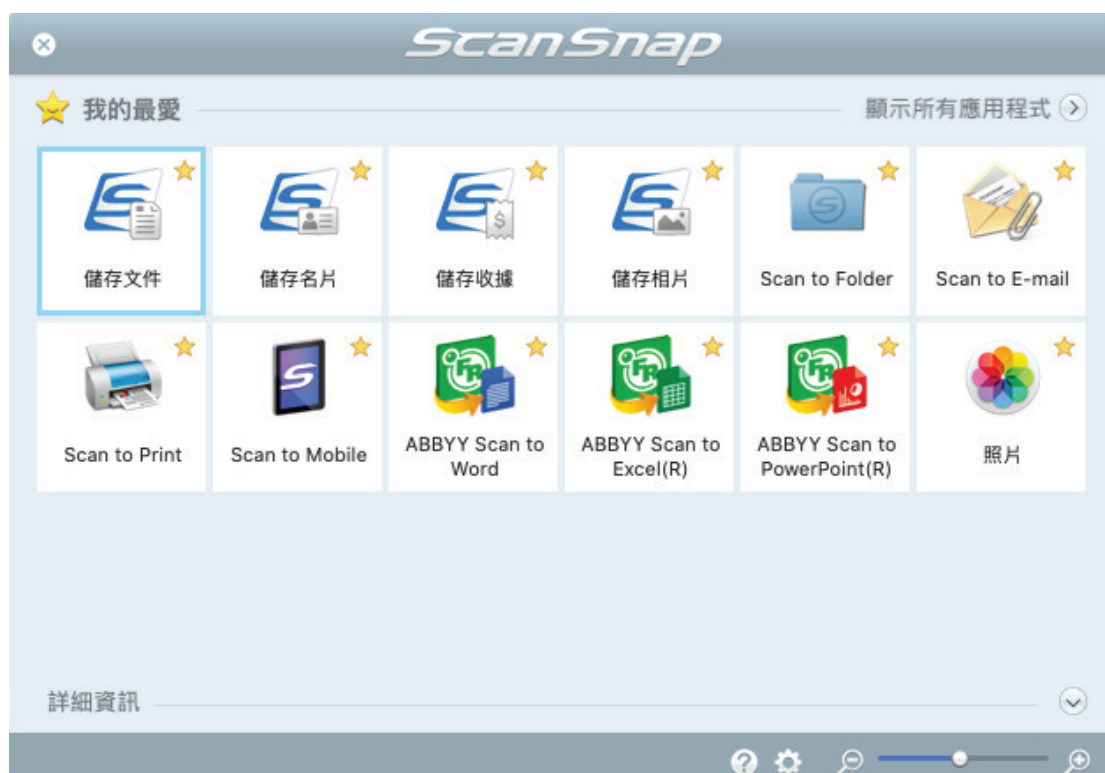 ScanSnap
我的最愛
顯示所有應用程式
儲存文件
儲存名片
儲存收據
儲存相片
Scan to Folder
Scan to E-mail
Scan to Print
Scan to Mobile
ABBYY Scan to
Word
ABBYY Scan to
Excel(R)
ABBYY Scan to
PowerPoint(R)
照片
詳細資訊